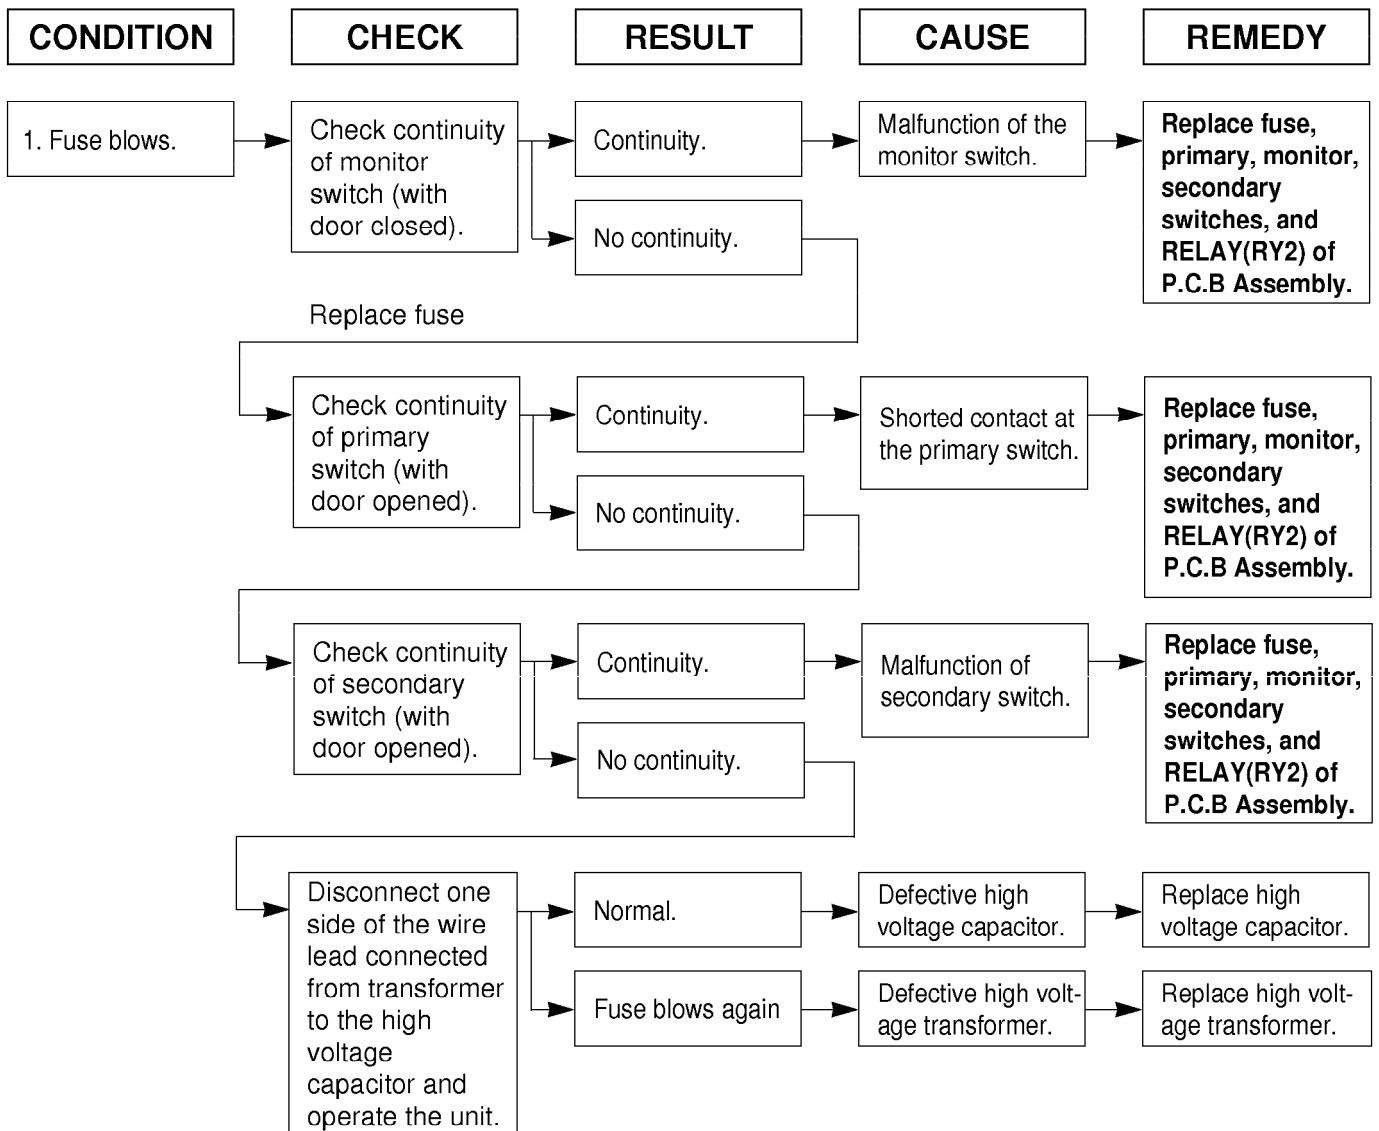 CONDITION
CHECK
RESULT
CAUSE
REMEDY
1. Fuse blows.
Check continuity
of monitor
switch (with
door closed).
Continuity.
Malfunction of the
monitor switch.
Replace fuse,
primary, monitor,
secondary
switches, and
RELAY(RY2) of
P.C.B Assembly.
No continuity.
Replace fuse
Check continuity
of primary
switch (with
door opened).
Continuity.
Shorted contact at
the primary switch.
Replace fuse,
primary, monitor,
secondary
switches, and
RELAY(RY2) of
P.C.B Assembly.
No continuity.
Check continuity
of secondary
switch (with
door opened).
Continuity.
Malfunction of
secondary switch.
Replace fuse,
primary, monitor,
secondary
switches, and
RELAY(RY2) of
P.C.B Assembly.
No continuity.
Disconnect one
side of the wire
lead connected
from transformer
to the high
voltage
capacitor and
operate the unit.
Normal.
Defective high
voltage capacitor.
Replace high
voltage capacitor.
Fuse blows again
Defective high volt-
age transformer.
Replace high volt-
age transformer.